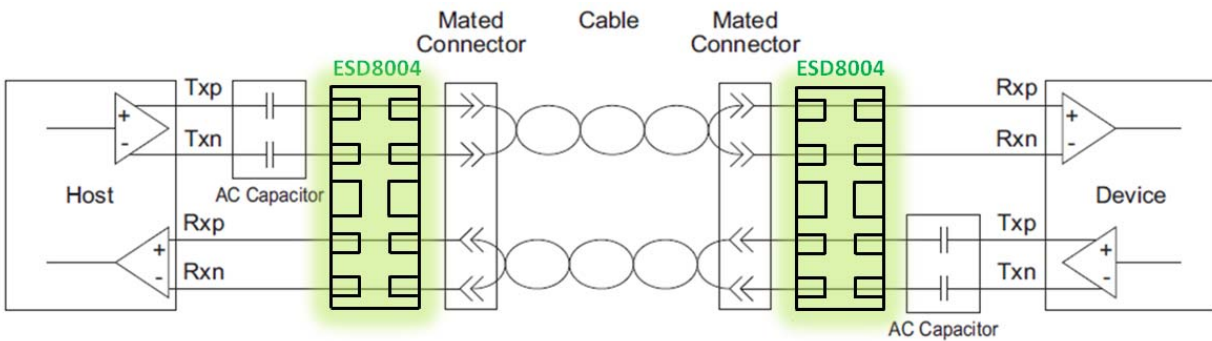 Mated
Connector
Cable
Mated
Connector
ESD8004
ESD8004
Txp
Rxp
+
+
-
-
Txn
Rxn
Host
AC Capacitor
Device
Rxp
Txp
+
+
-
-
Rxn
Txn
AC Capacitor